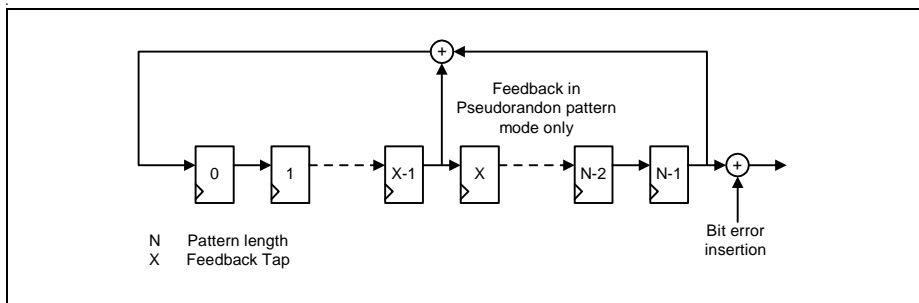 +
Feedback in
Pseudorandon pattern
mode only
0
1
X-1
X
N-2
N-1
+
Bit error
insertion
N Pattern length
X Feedback Tap